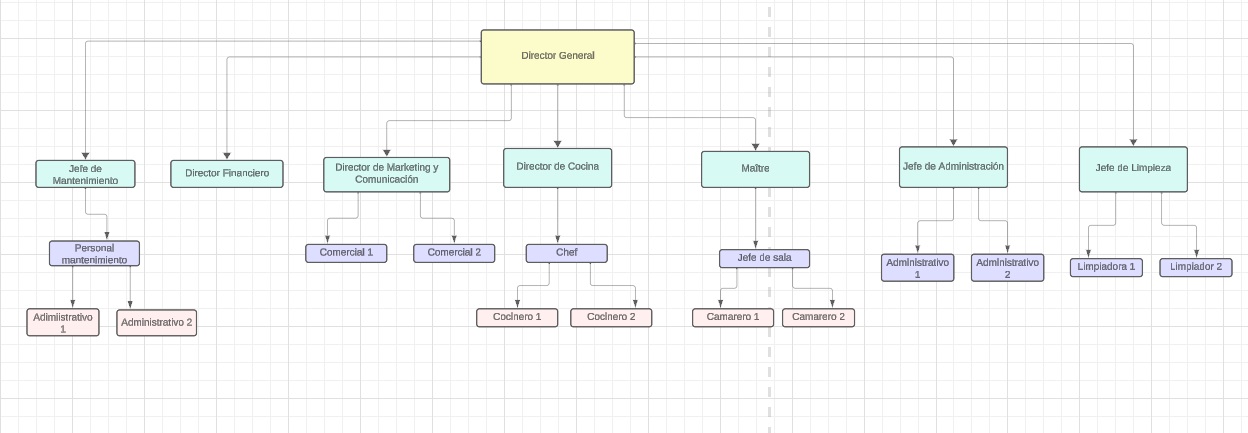 Director General
Jefe de
Mantenimiento
Director Financiero
Director de Marketing y
Comunicación
Director de Cocina
Maître
Jefe de Administración
Jefe de Limpieza
Personal
mantenimiento
Comercial 1
Comercial 2
Chef
Jefe de sala
Administrativo
1
Administrativo
2
Limpiadora 1
Limpiador 2
Adimiistrativo
1
Administrativo 2
Cocinero 1
Cocinero 2
Camarero 1
Camarero 2